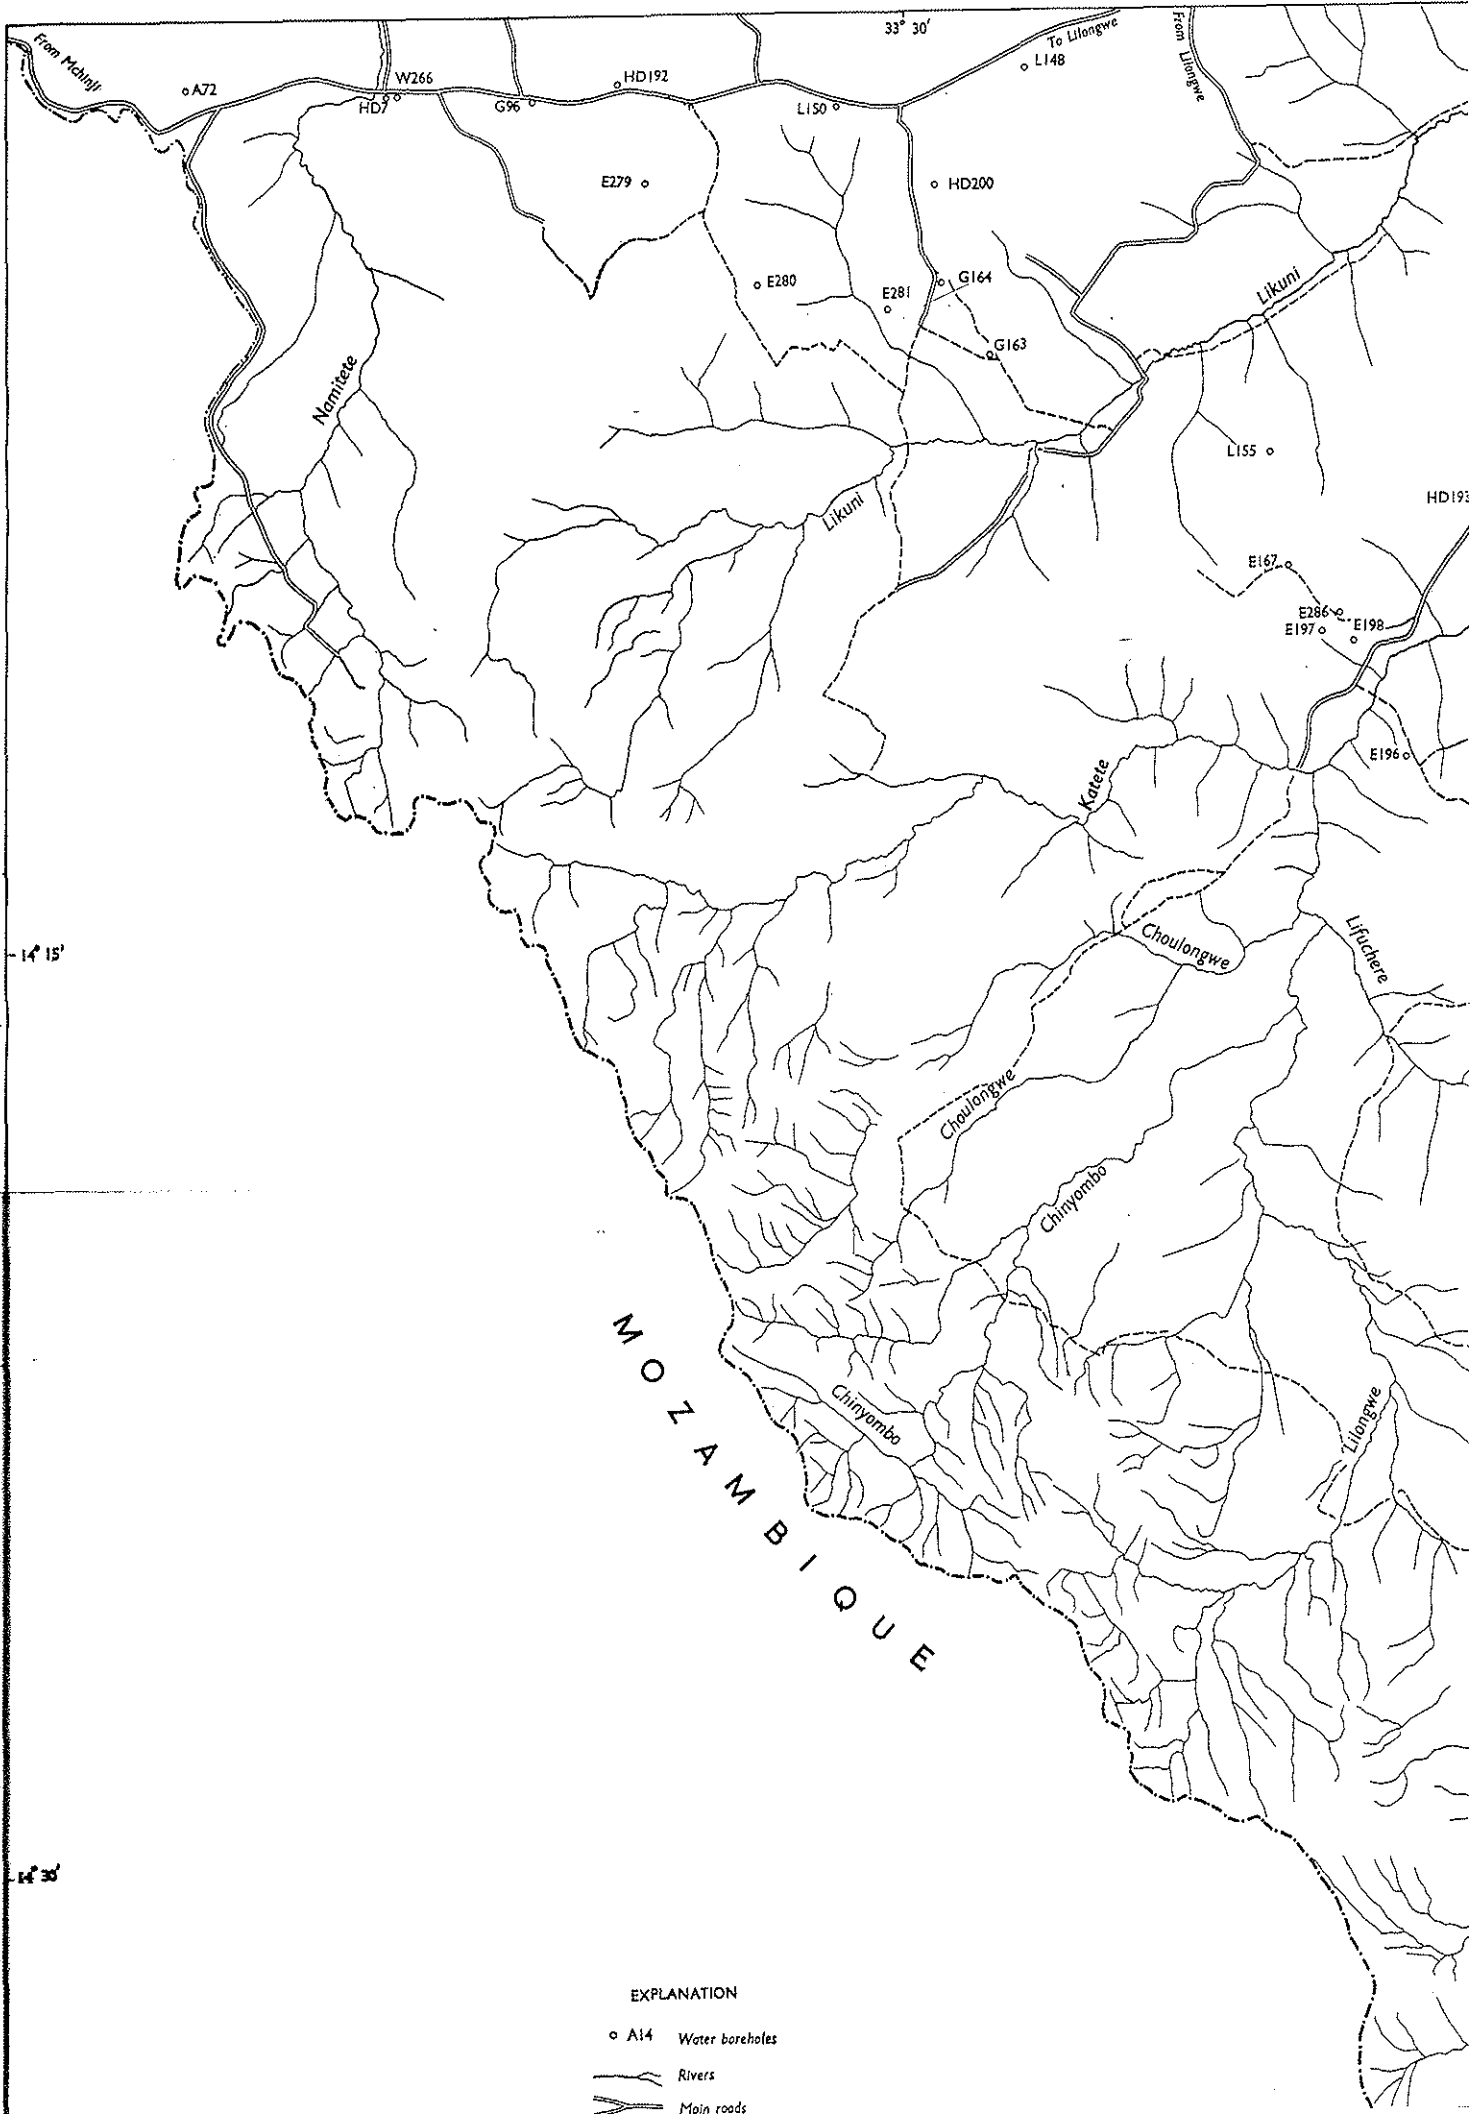 33° 30'
From Mchinji
To Lilongwe
From Lilongwe
L148
A72
W266
HD192
HD7
G96
L150
E279
HD200
E280
G164
E281
Likuni
G163
Namitete
L155
HD193
Likuni
E167
E286
E198
E197
E196
Katete
14° 15'
Choulongwe
Lifuchere
Choulongwe
Chinyombo
MOZAMBIQUE
Chinyombo
Lilongwe
14° 30'
EXPLANATION
A14 Water boreholes
Rivers
Main roads